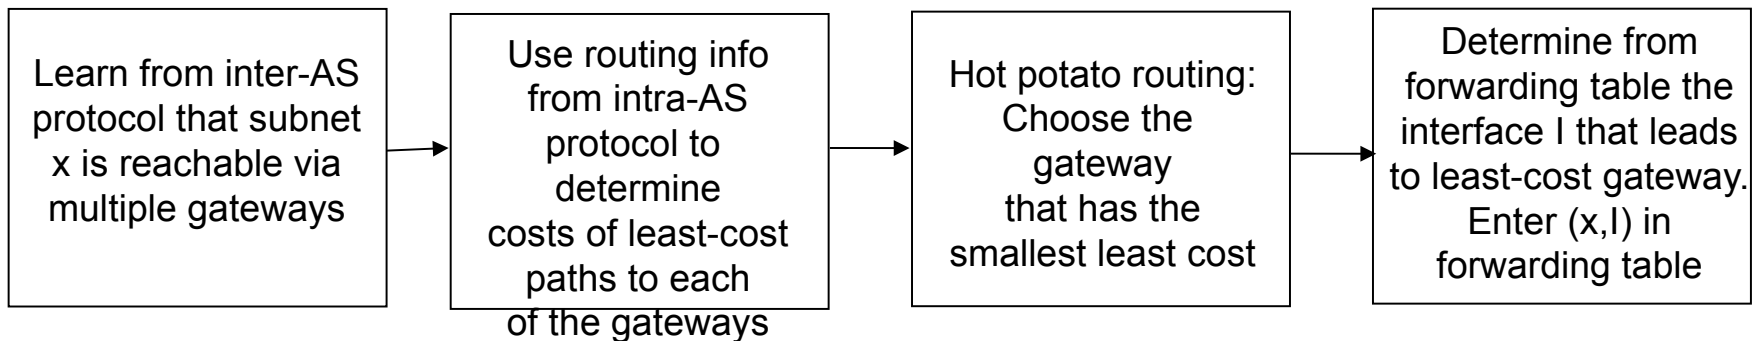 Learn from inter-AS
protocol that subnet
x is reachable via
multiple gateways
Use routing info
from intra-AS
protocol to
determine
costs of least-cost
paths to each
of the gateways
Hot potato routing:
Choose the
gateway
that has the
smallest least cost
Determine from
forwarding table the
interface I that leads
to least-cost gateway.
Enter (x,I) in
forwarding table